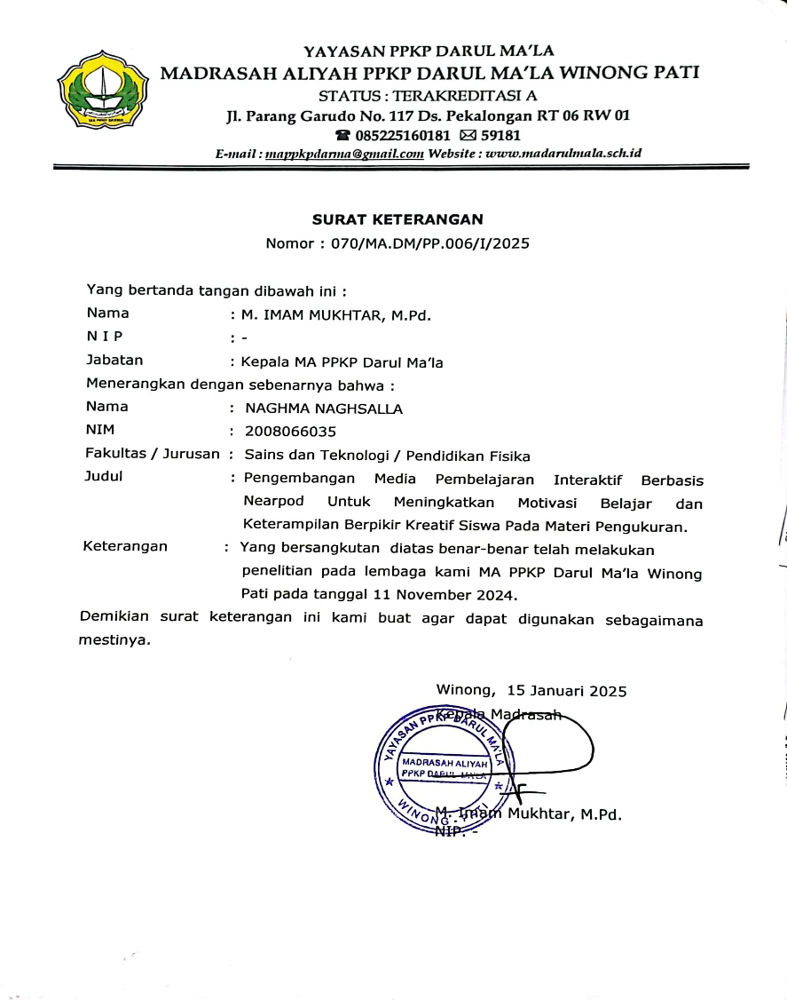 YAYASAN PPKP DARUL MA'LA
MADRASAH ALIYAH PPKP DARUL MA'LA WINONG PATI
STATUS : TERAKREDITASI A
Jl. Parang Garudo No. 117 Ds. Pekalongan RT 06 RW 01
☎ 085225160181 ✉ 59181
E-mail : mappkpdarma@gmail.com Website : www.madarulmala.sch.id
MA PPKP DARMA
SURAT KETERANGAN
Nomor : 070/MA.DM/PP.006/I/2025
Yang bertanda tangan dibawah ini :
Nama : M. IMAM MUKHTAR, M.Pd.
N I P : -
Jabatan : Kepala MA PPKP Darul Ma'la
Menerangkan dengan sebenarnya bahwa :
Nama : NAGHMA NAGHSALLA
NIM : 2008066035
Fakultas / Jurusan : Sains dan Teknologi / Pendidikan Fisika
Judul : Pengembangan Media Pembelajaran Interaktif Berbasis
Nearpod Untuk Meningkatkan Motivasi Belajar dan
Keterampilan Berpikir Kreatif Siswa Pada Materi Pengukuran.
Keterangan : Yang bersangkutan diatas benar-benar telah melakukan
penelitian pada lembaga kami MA PPKP Darul Ma'la Winong
Pati pada tanggal 11 November 2024.
Demikian surat keterangan ini kami buat agar dapat digunakan sebagaimana
mestinya.
Winong, 15 Januari 2025
Kepala Madrasah
YAYASAN PPKP DARUL MA'LA
MADRASAH ALIYAH
PPKP DARUL MA'LA
WINONG - PATI
M. Imam Mukhtar, M.Pd.
NIP. -